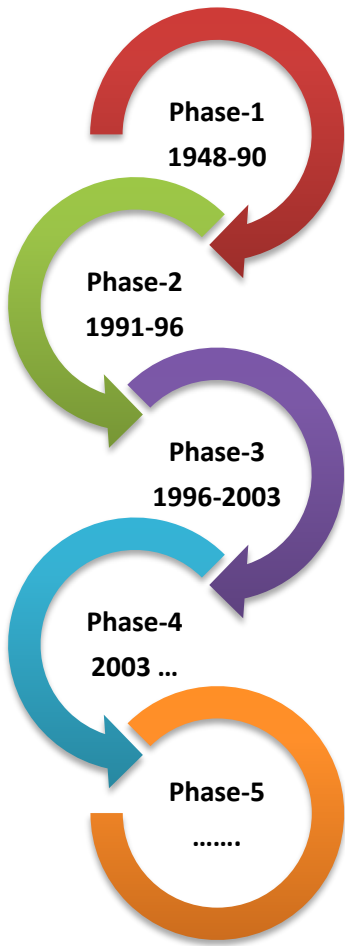 Phase-1
1948-90
Phase-2
1991-96
Phase-3
1996-2003
Phase-4
2003 ...
Phase-5
.......